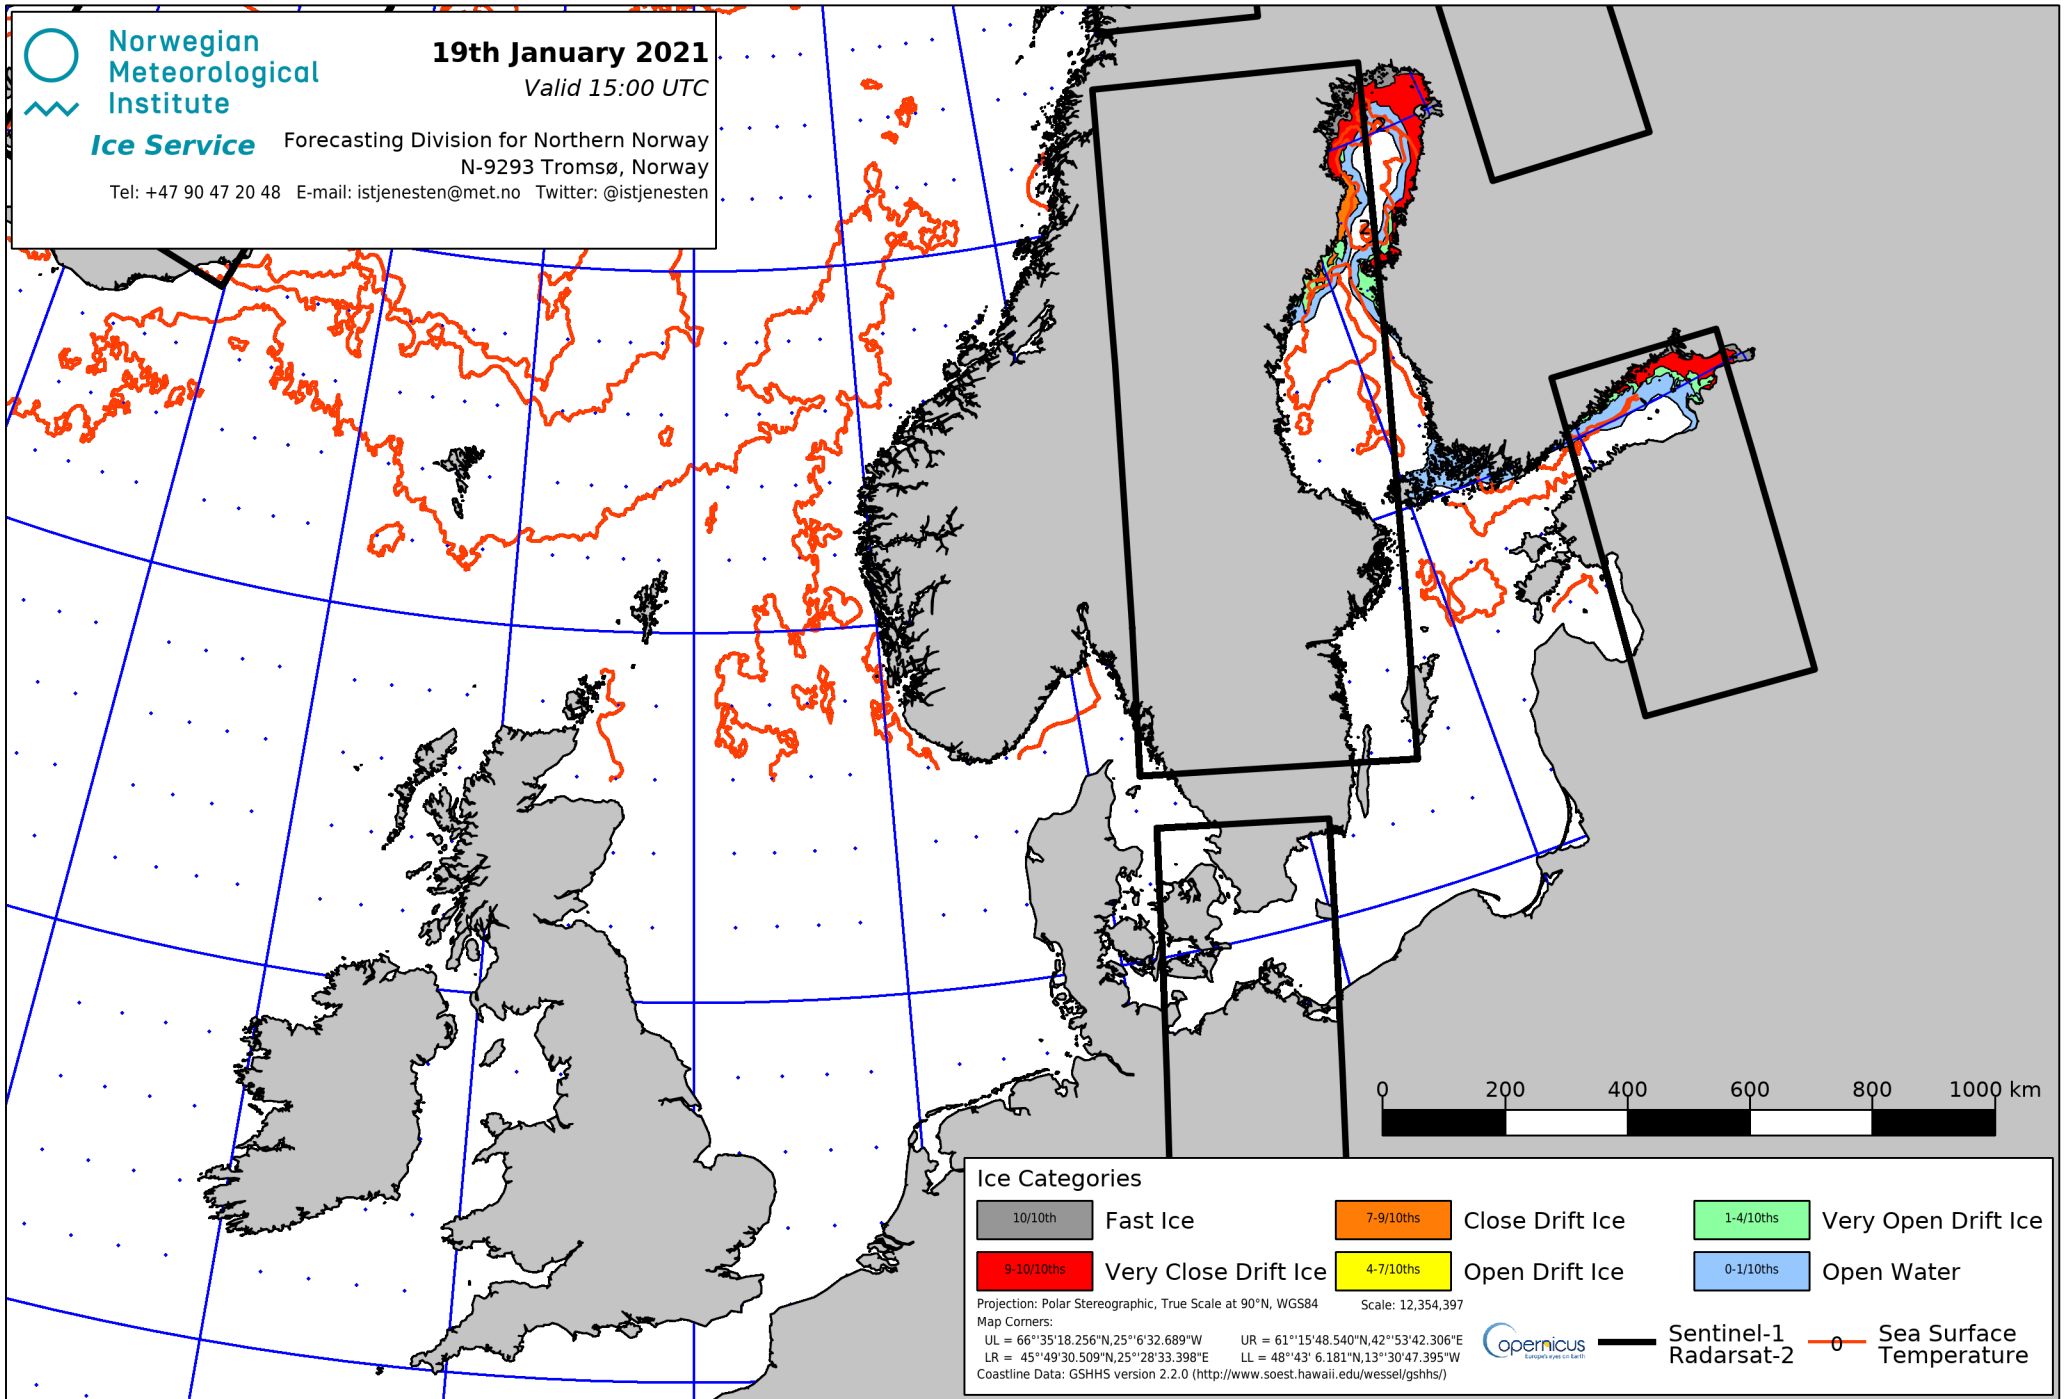 Norwegian
Meteorological
Institute
Ice Service
19th January 2021
Valid 15:00 UTC
Forecasting Division for Northern Norway
N-9293 Tromsø, Norway
Tel: +47 90 47 20 48   E-mail: istjenesten@met.no   Twitter: @istjenesten
2
0 200 400 600 800 1000 km
Ice Categories
10/10th Fast Ice
7-9/10ths Close Drift Ice
1-4/10ths Very Open Drift Ice
9-10/10ths Very Close Drift Ice
4-7/10ths Open Drift Ice
0-1/10ths Open Water
Projection: Polar Stereographic, True Scale at 90°N, WGS84   Scale: 12,354,397
Map Corners:
UL = 66°'35'18.256"N,25°'6'32.689"W   UR = 61°'15'48.540"N,42°'53'42.306"E
LR = 45°'49'30.509"N,25°'28'33.398"E   LL = 48°'43' 6.181"N,13°'30'47.395"W
Coastline Data: GSHHS version 2.2.0 (http://www.soest.hawaii.edu/wessel/gshhs/)
opernicus
Europe's eyes on Earth
Sentinel-1
Radarsat-2
0
Sea Surface
Temperature